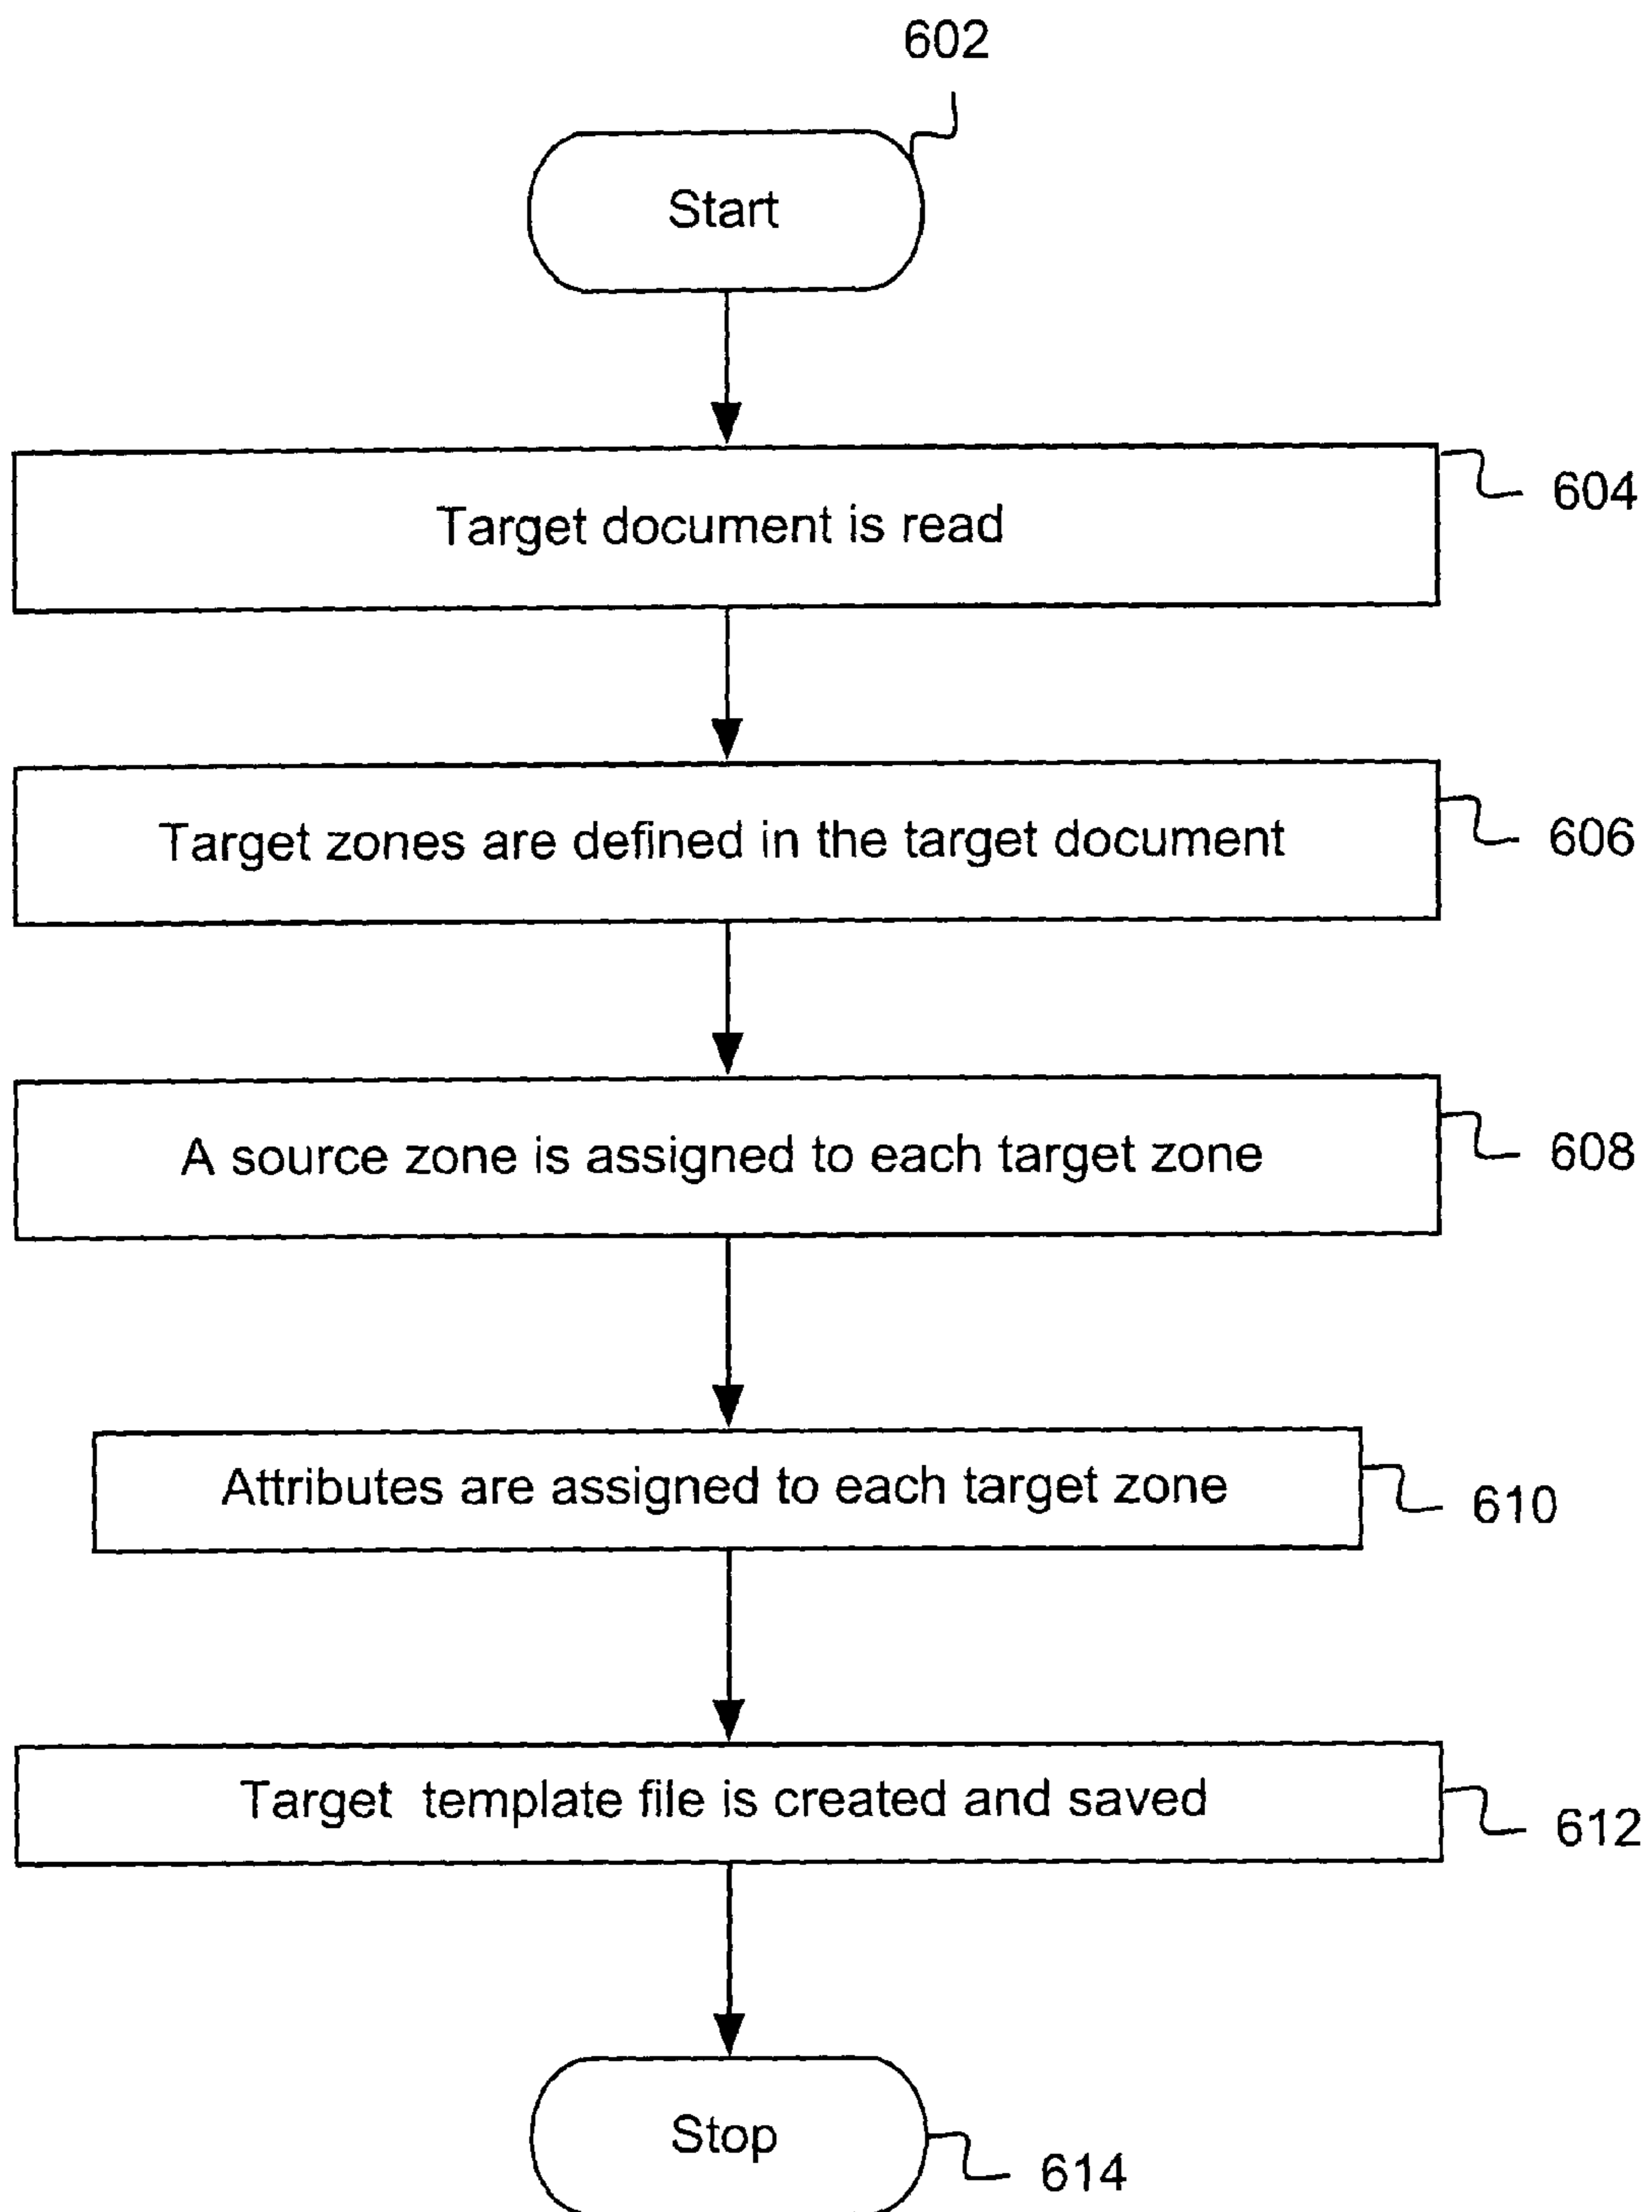 602
Start
Target document is read
604
Target zones are defined in the target document
606
A source zone is assigned to each target zone
608
Attributes are assigned to each target zone
610
Target template file is created and saved
612
Stop
614